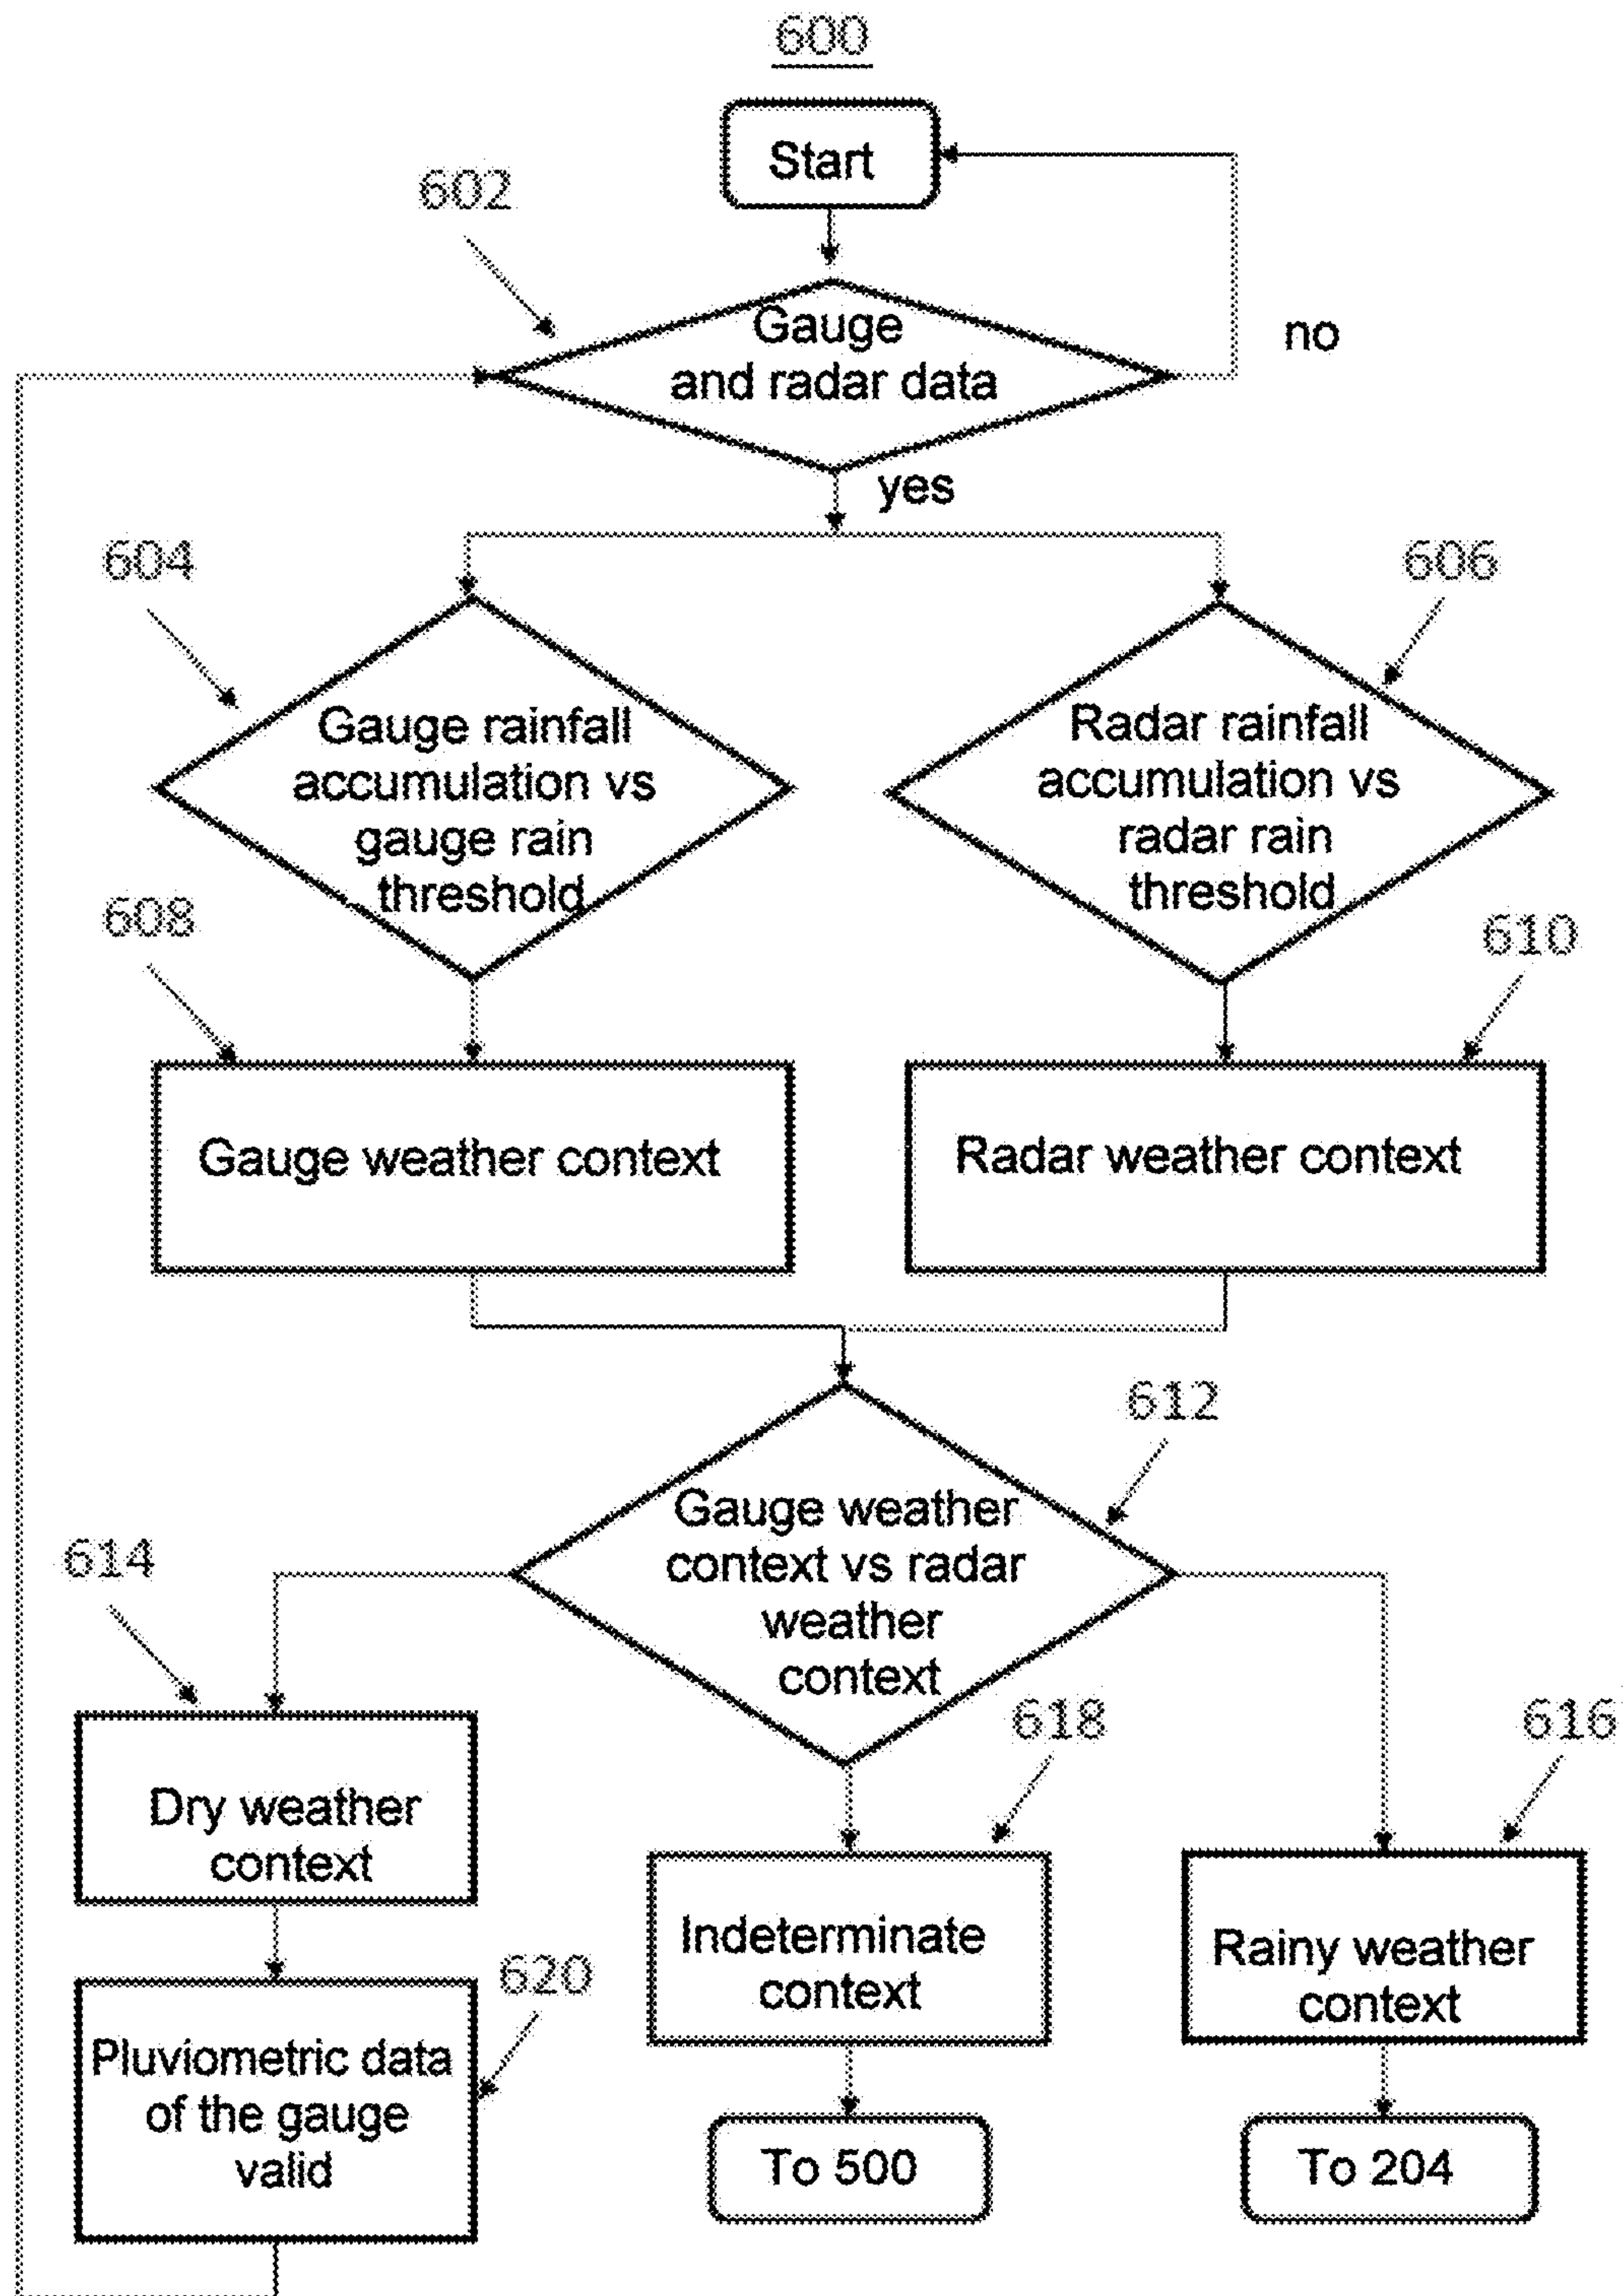 600
Start
602
Gauge
and radar data
no
yes
604
606
Gauge rainfall
accumulation vs
gauge rain
threshold
Radar rainfall
accumulation vs
radar rain
threshold
608
610
Gauge weather context
Radar weather context
612
Gauge weather
context vs radar
weather
context
614
618
616
Dry weather
context
Indeterminate
context
Rainy weather
context
620
Pluviometric data
of the gauge
valid
To 500
To 204